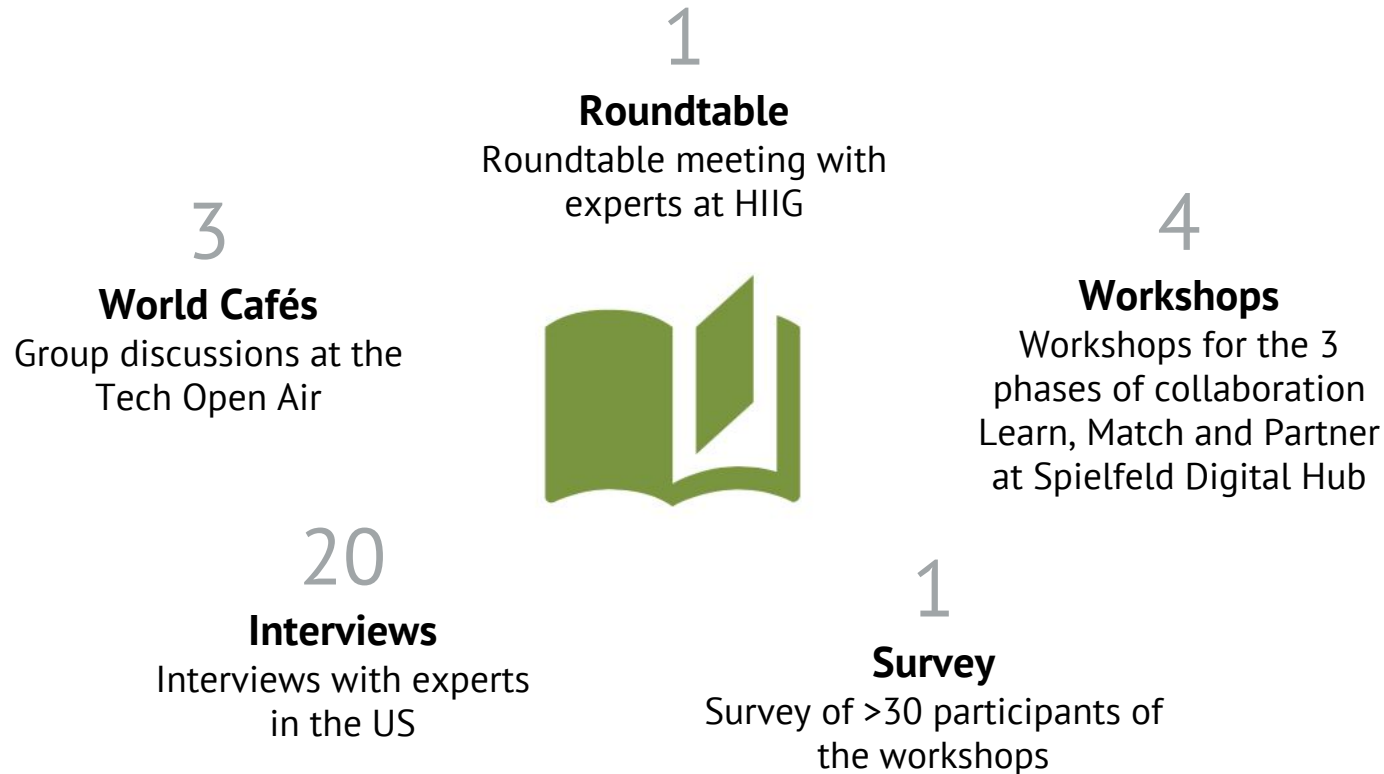 1
Roundtable
Roundtable meeting with
experts at HIIG
3
World Cafés
Group discussions at the
Tech Open Air
4
Workshops
Workshops for the 3
phases of collaboration
Learn, Match and Partner
at Spielfeld Digital Hub
20
Interviews
Interviews with experts
in the US
1
Survey
Survey of >30 participants of
the workshops